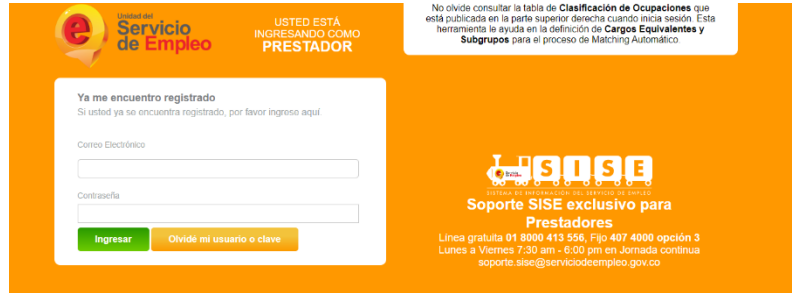 Unidad del
Servicio
de Empleo
USTED ESTÁ
INGRESANDO COMO
PRESTADOR
No olvide consultar la tabla de Clasificación de Ocupaciones que
está publicada en la parte superior derecha cuando inicia sesión. Esta
herramienta le ayuda en la definición de Cargos Equivalentes y
Subgrupos para el proceso de Matching Automático.
Ya me encuentro registrado
Si usted ya se encuentra registrado, por favor ingrese aquí.
Correo Electrónico
Contraseña
Ingresar
Olvidé mi usuario o clave
SISE
SISTEMA DE INFORMACIÓN DEL SERVICIO DE EMPLEO
Soporte SISE exclusivo para
Prestadores
Línea gratuita 01 8000 413 556, Fijo 407 4000 opción 3
Lunes a Viernes 7:30 am - 6:00 pm en Jornada continua
soporte.sise@serviciodeempleo.gov.co